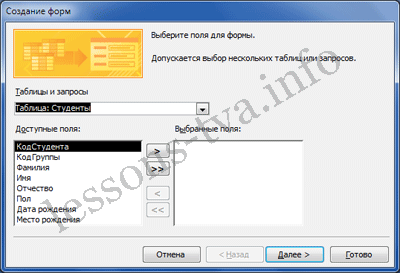 Создание форм
Выберите поля для формы.
Допускается выбор нескольких таблиц или запросов.
Таблицы и запросы
Таблица: Студенты
Доступные поля:
Выбранные поля:
КодСтудента
КодГруппы
Фамилия
Имя
Отчество
Пол
Дата рождения
Место рождения
>
>>
<
<<
lessons-tva.info
Отмена
< Назад
Далее >
Готово